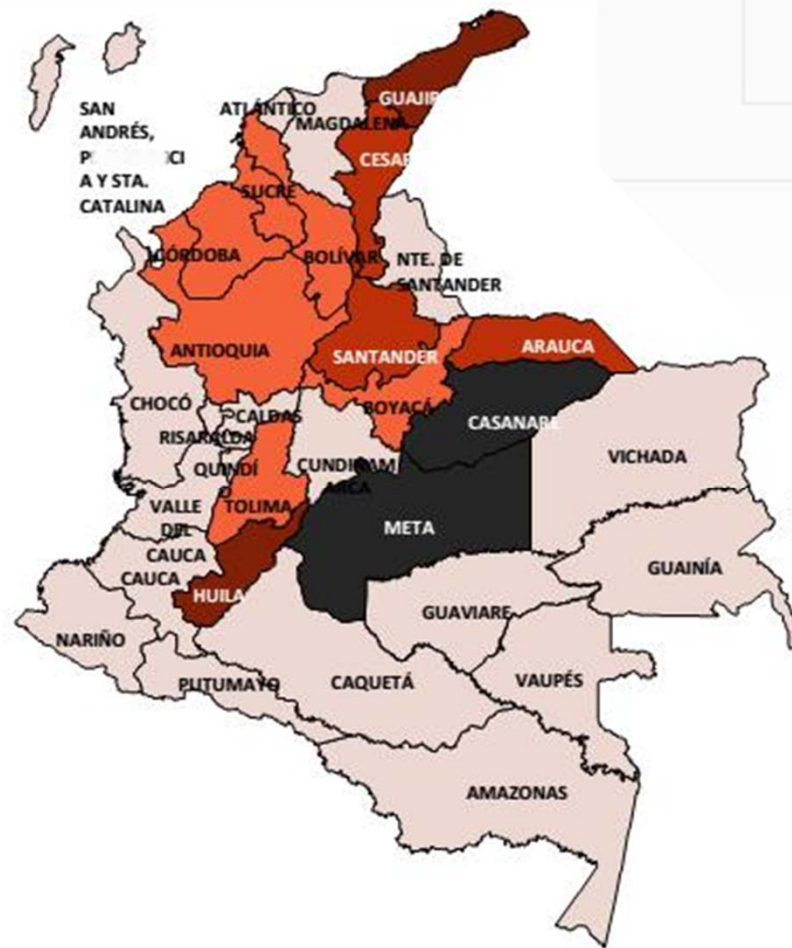 SAN
ANDRÉS,
P CI
A Y STA.
CATALINA
ATLÁNTICO
MAGDALENA
GUAJIR
CESAR
SUCRE
CÓRDOBA
BOLÍVAR
NTE. DE
SANTANDER
ANTIOQUIA
SANTANDER
ARAUCA
CHOCÓ
CALDAS
BOYACÁ
CASANARE
RISARALDA
QUINDÍ
O
CUNDINAM
ARCA
VICHADA
VALLE
DEL
CAUCA
TOLIMA
META
CAUCA
HUILA
GUAINÍA
GUAVIARE
NARIÑO
PUTUMAYO
CAQUETÁ
VAUPÉS
AMAZONAS